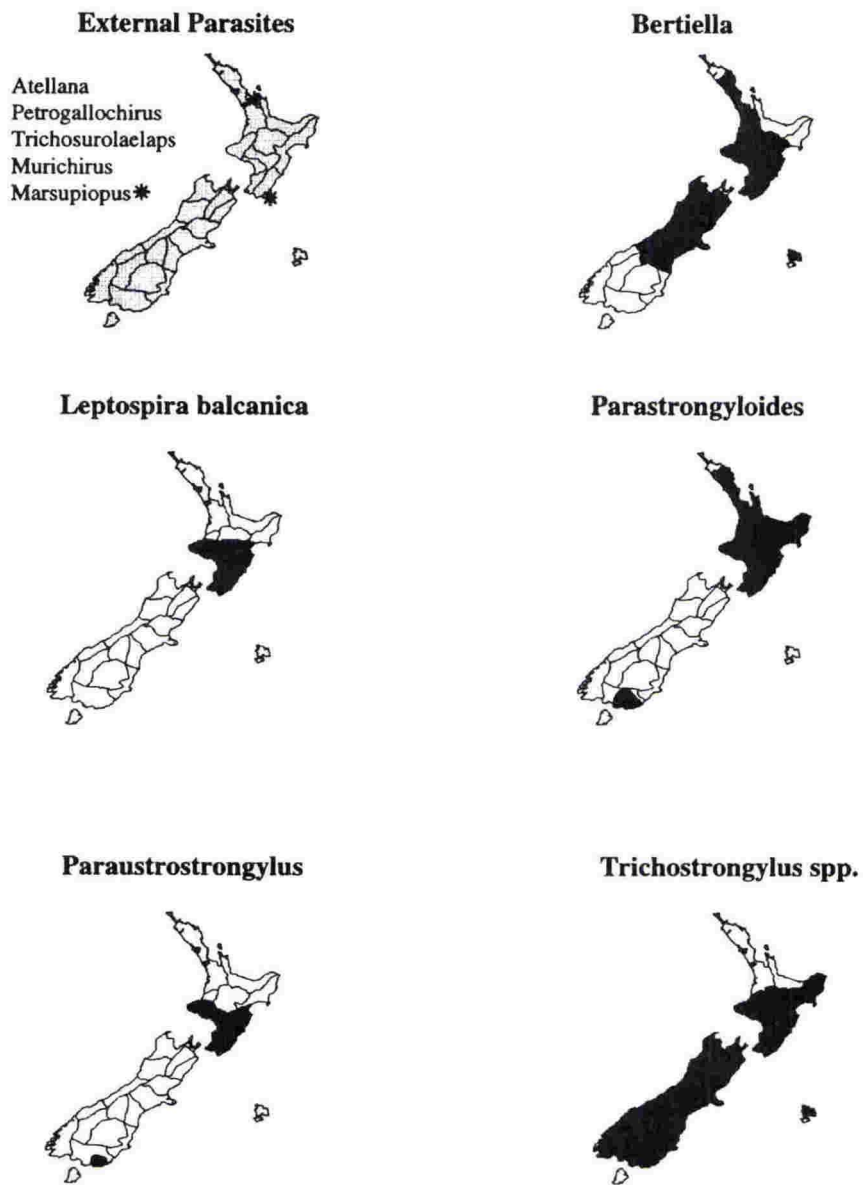 External Parasites
Atellana
Petrogallochirus
Trichosurolaelaps
Murichirus
Marsupiopus *
Bertiella
Leptospira balcanica
Parastrongyloides
Paraustrostrongylus
Trichostrongylus spp.